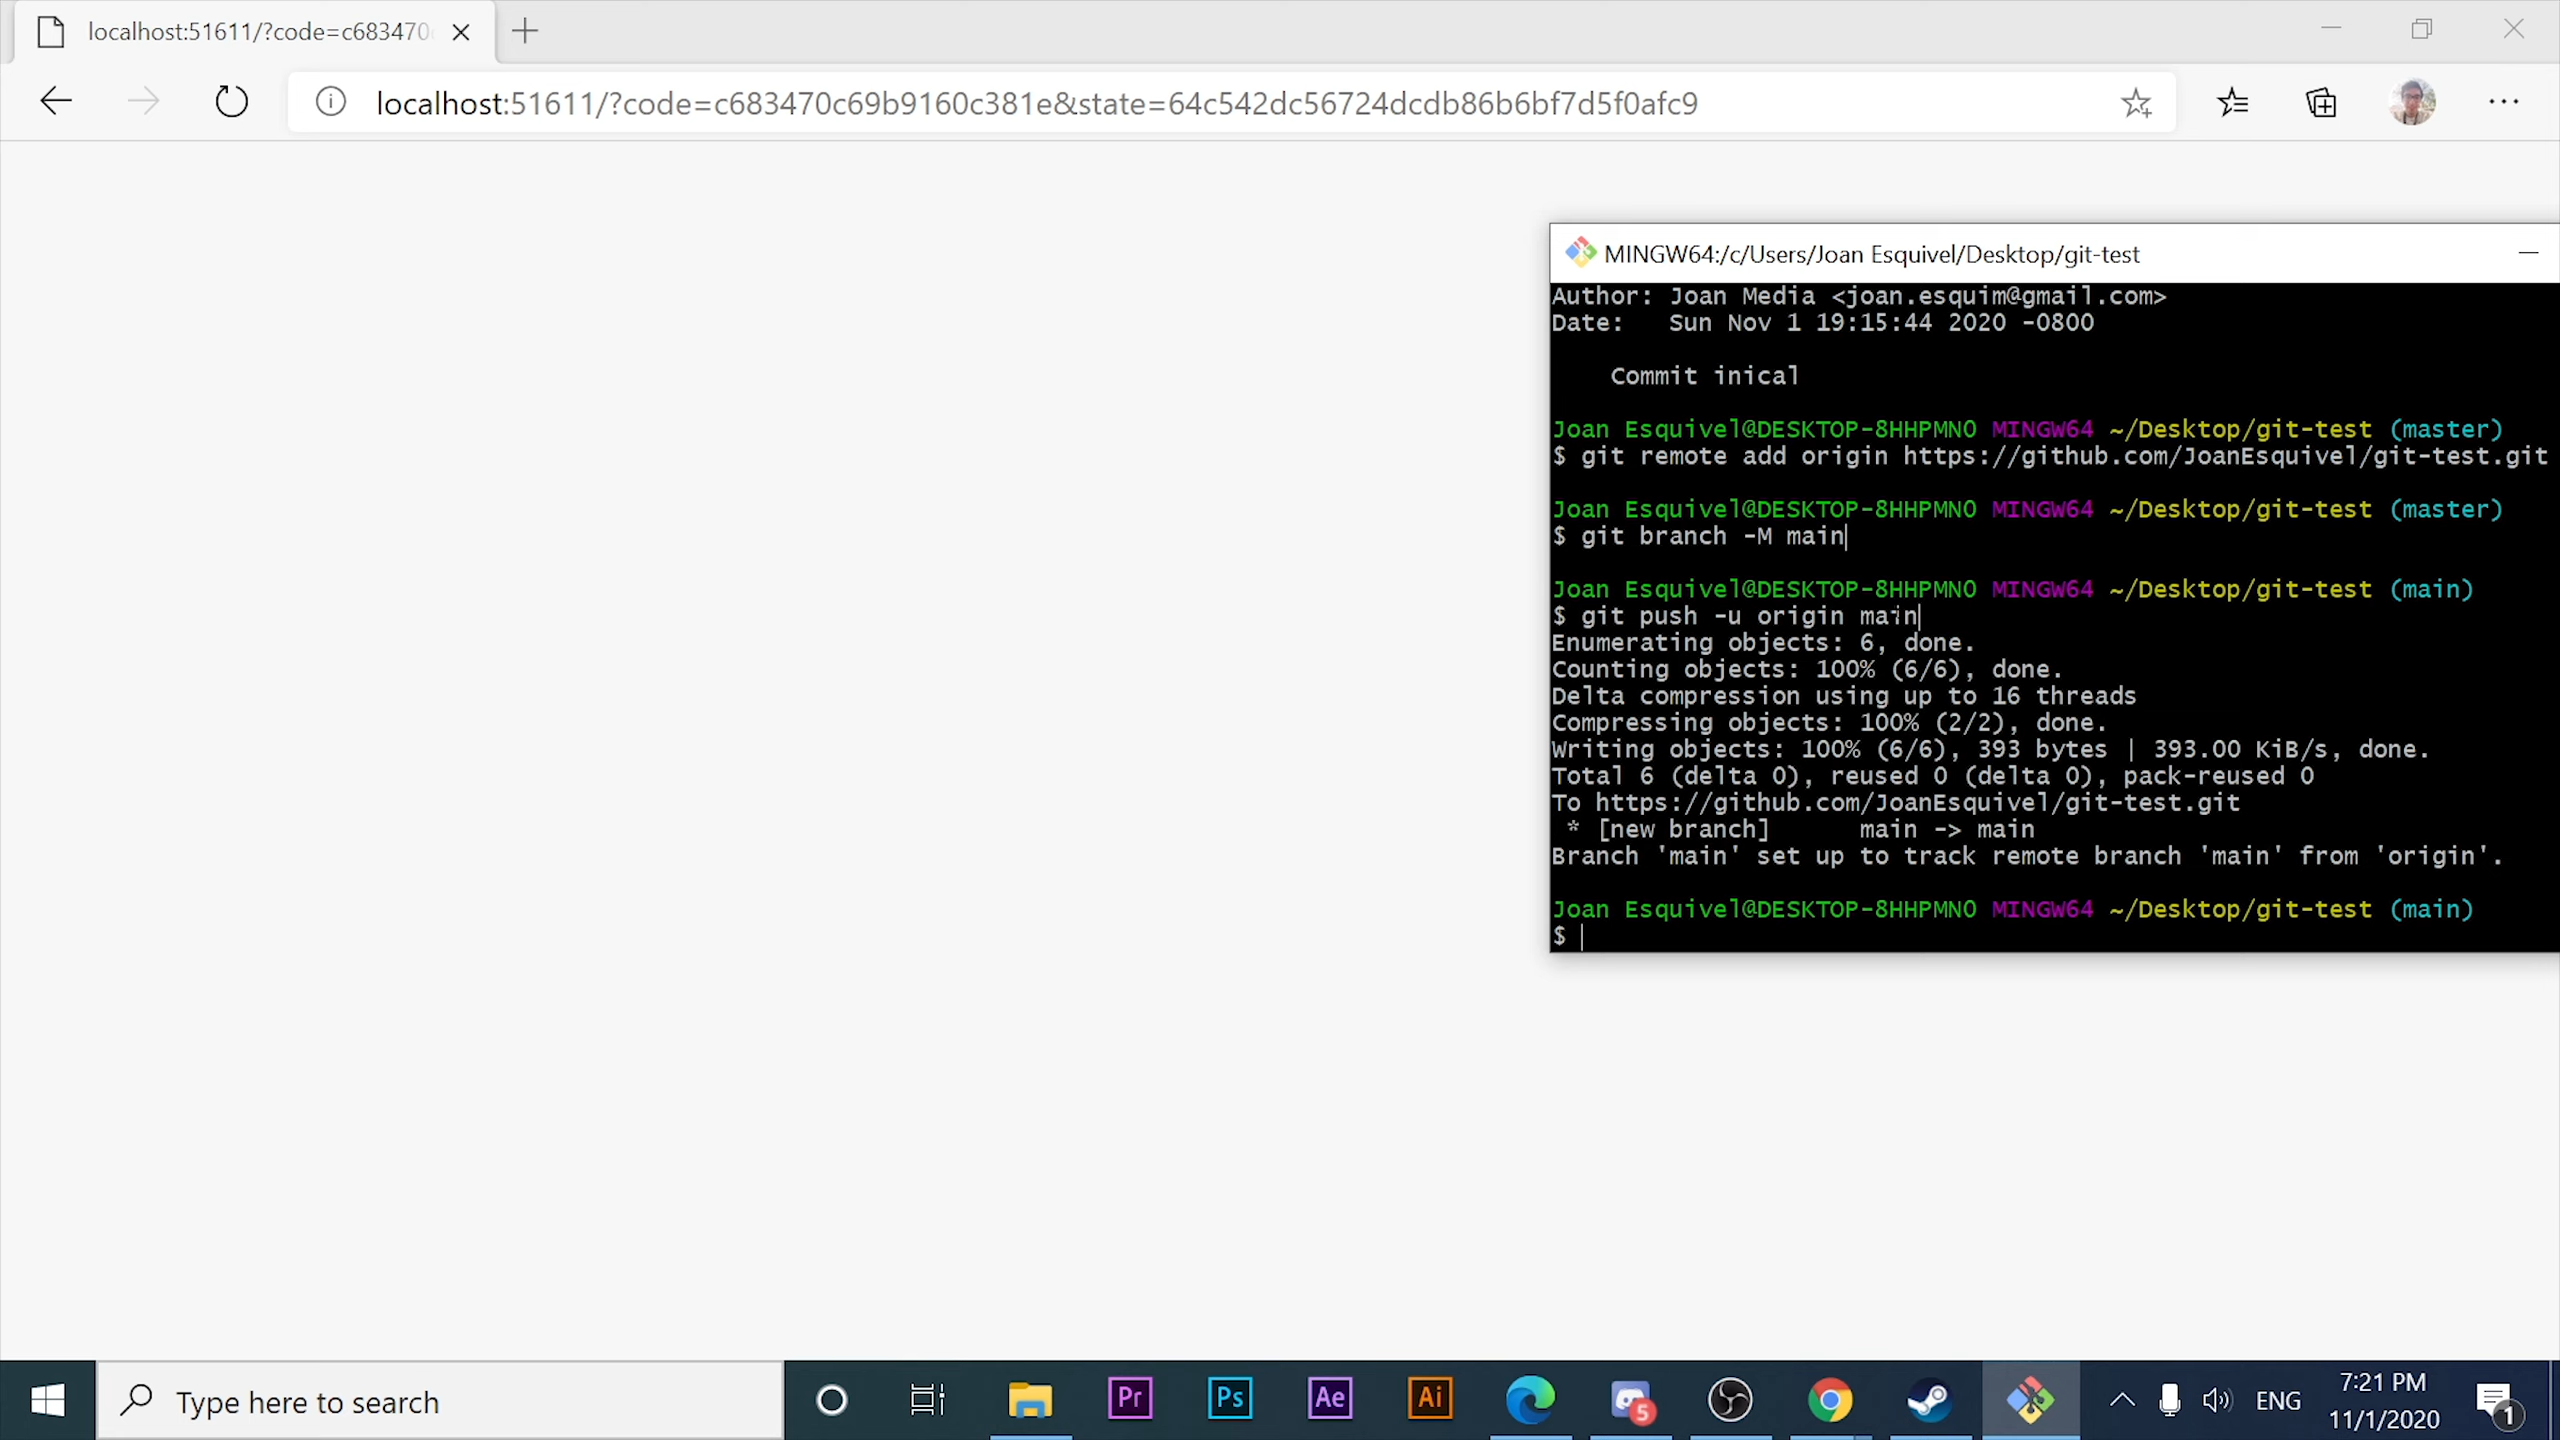 localhost:51611/?code=c683470
localhost:51611/?code=c683470c69b9160c381e&state=64c542dc56724dcdb86b6bf7d5f0afc9
MINGW64:/c/Users/Joan Esquivel/Desktop/git-test
Author: Joan Media <joan.esquim@gmail.com>
Date:   Sun Nov 1 19:15:44 2020 -0800
Commit inical
Joan Esquivel@DESKTOP-8HHPMNO MINGW64 ~/Desktop/git-test (master)
$ git remote add origin https://github.com/JoanEsquivel/git-test.git
Joan Esquivel@DESKTOP-8HHPMNO MINGW64 ~/Desktop/git-test (master)
$ git branch -M main
Joan Esquivel@DESKTOP-8HHPMNO MINGW64 ~/Desktop/git-test (main)
$ git push -u origin main
Enumerating objects: 6, done.
Counting objects: 100% (6/6), done.
Delta compression using up to 16 threads
Compressing objects: 100% (2/2), done.
Writing objects: 100% (6/6), 393 bytes | 393.00 KiB/s, done.
Total 6 (delta 0), reused 0 (delta 0), pack-reused 0
To https://github.com/JoanEsquivel/git-test.git
* [new branch]      main -> main
Branch 'main' set up to track remote branch 'main' from 'origin'.
Joan Esquivel@DESKTOP-8HHPMNO MINGW64 ~/Desktop/git-test (main)
$
Type here to search
Pr
Ps
Ae
Ai
5
ENG
7:21 PM
11/1/2020
1